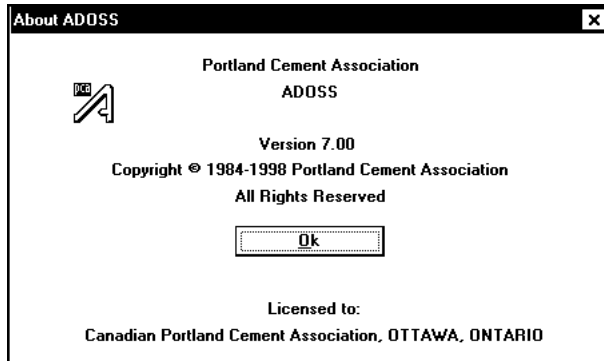 About ADOSS
Portland Cement Association
pca
ADOSS
Version 7.00
Copyright © 1984-1998 Portland Cement Association
All Rights Reserved
Ok
Licensed to:
Canadian Portland Cement Association, OTTAWA, ONTARIO